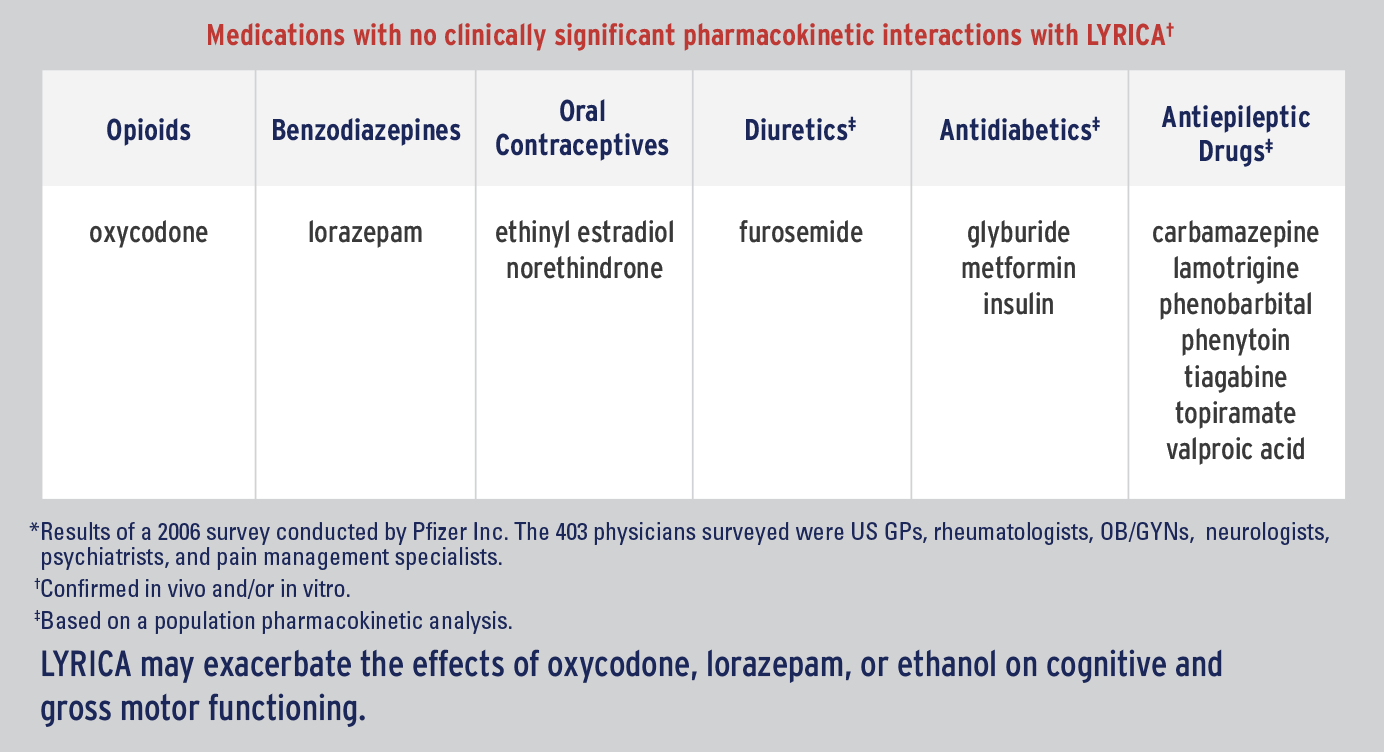 Medications with no clinically significant pharmacokinetic interactions with LYRICA†
Opioids
Benzodiazepines
Oral
Contraceptives
Diuretics‡
Antidiabetics‡
Antiepileptic
Drugs‡
oxycodone
lorazepam
ethinyl estradiol
norethindrone
furosemide
glyburide
metformin
insulin
carbamazepine
lamotrigine
phenobarbital
phenytoin
tiagabine
topiramate
valproic acid
*Results of a 2006 survey conducted by Pfizer Inc. The 403 physicians surveyed were US GPs, rheumatologists, OB/GYNs, neurologists,
psychiatrists, and pain management specialists.
†Confirmed in vivo and/or in vitro.
‡Based on a population pharmacokinetic analysis.
LYRICA may exacerbate the effects of oxycodone, lorazepam, or ethanol on cognitive and
gross motor functioning.